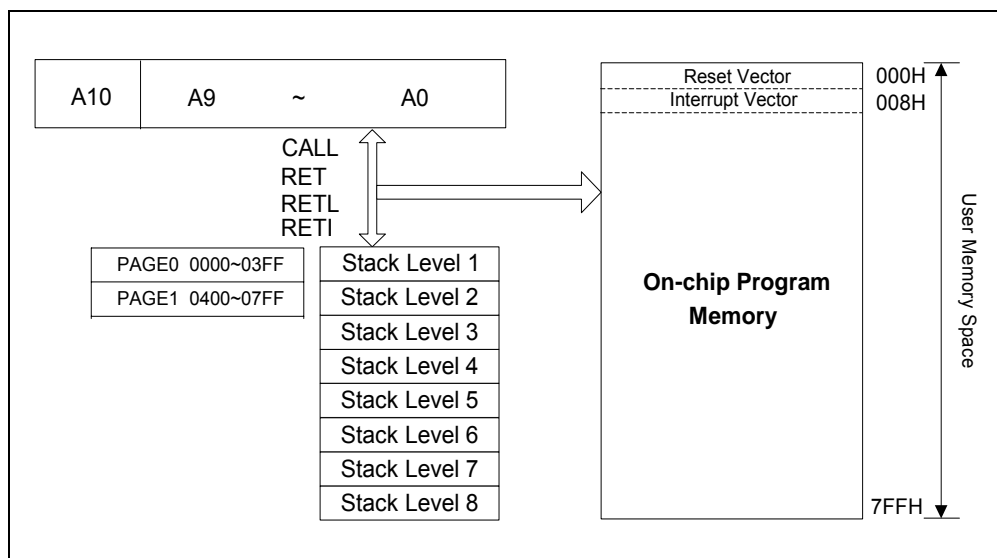 A10 A9 ~ A0
CALL
RET
RETL
RETI
PAGE0 0000~03FF
PAGE1 0400~07FF
Stack Level 1
Stack Level 2
Stack Level 3
Stack Level 4
Stack Level 5
Stack Level 6
Stack Level 7
Stack Level 8
Reset Vector 000H
Interrupt Vector 008H
On-chip Program
Memory
7FFH
User Memory Space